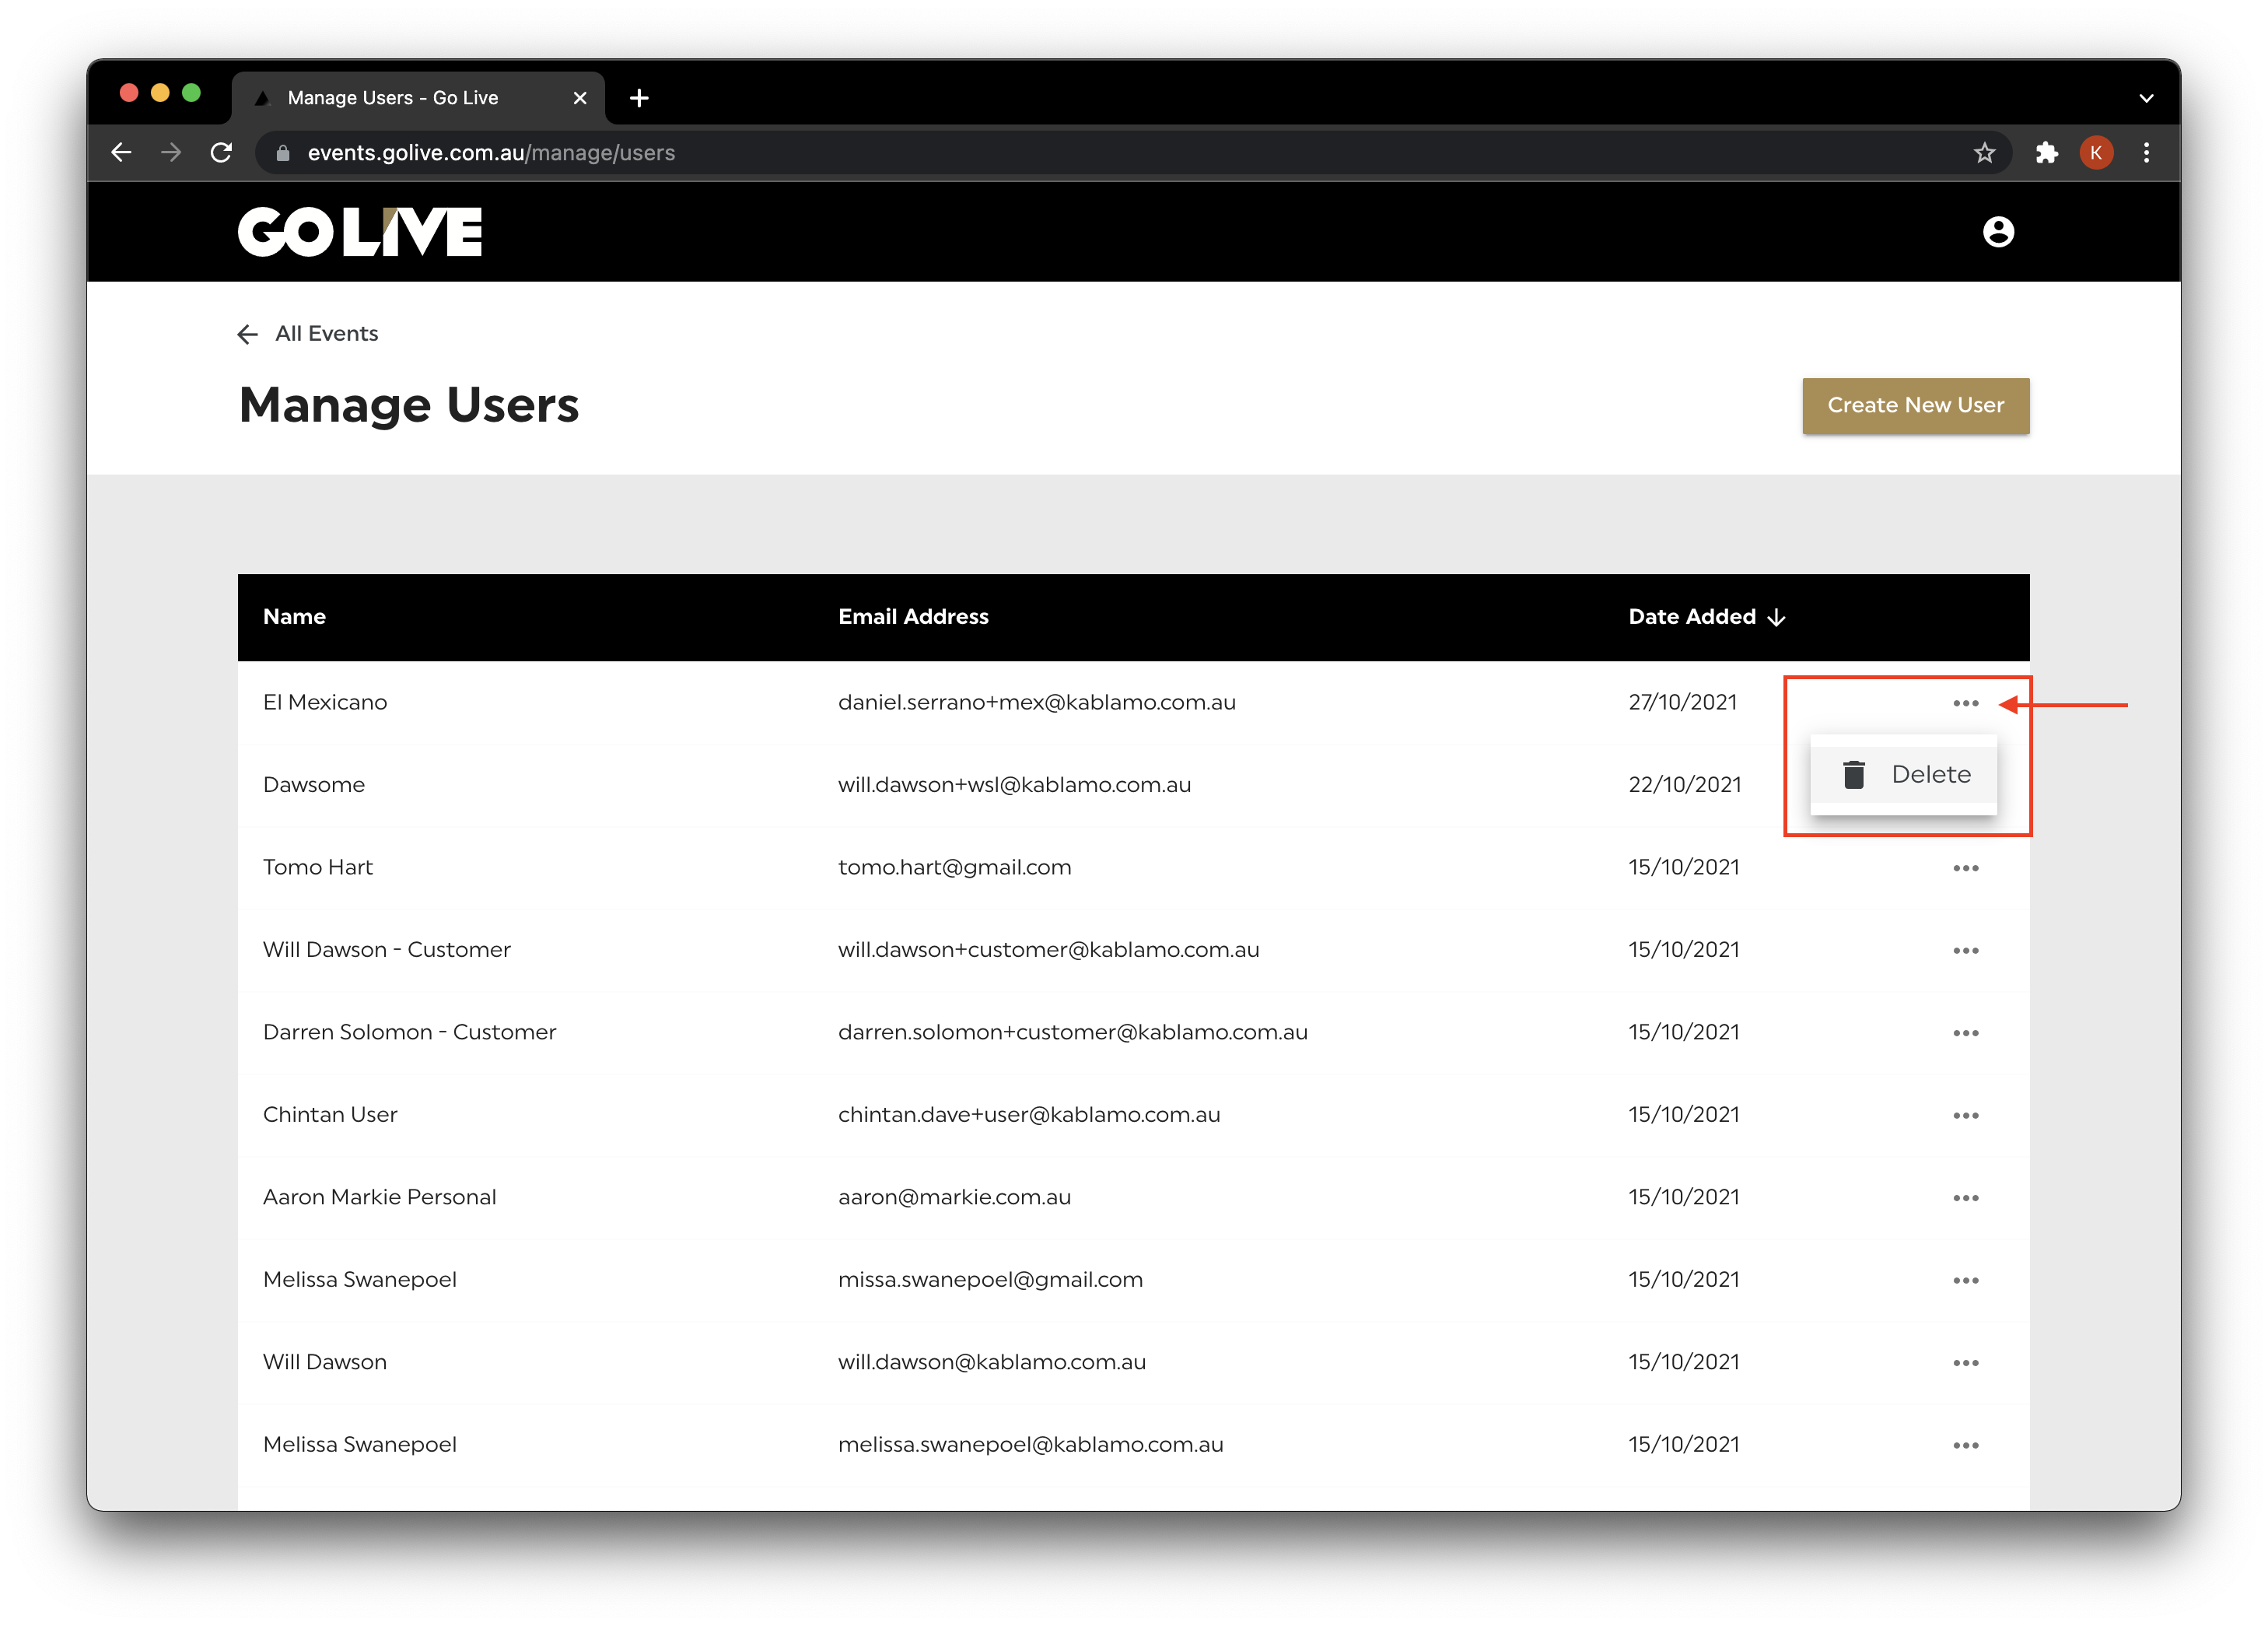 Manage Users - Go Live
events.golive.com.au/manage/users
K
GO LIVE
All Events
Manage Users
Create New User
Name Email Address Date Added
El Mexicano daniel.serrano+mex@kablamo.com.au 27/10/2021
Dawsome will.dawson+wsl@kablamo.com.au 22/10/2021
Delete
Tomo Hart tomo.hart@gmail.com 15/10/2021
Will Dawson - Customer will.dawson+customer@kablamo.com.au 15/10/2021
Darren Solomon - Customer darren.solomon+customer@kablamo.com.au 15/10/2021
Chintan User chintan.dave+user@kablamo.com.au 15/10/2021
Aaron Markie Personal aaron@markie.com.au 15/10/2021
Melissa Swanepoel missa.swanepoel@gmail.com 15/10/2021
Will Dawson will.dawson@kablamo.com.au 15/10/2021
Melissa Swanepoel melissa.swanepoel@kablamo.com.au 15/10/2021